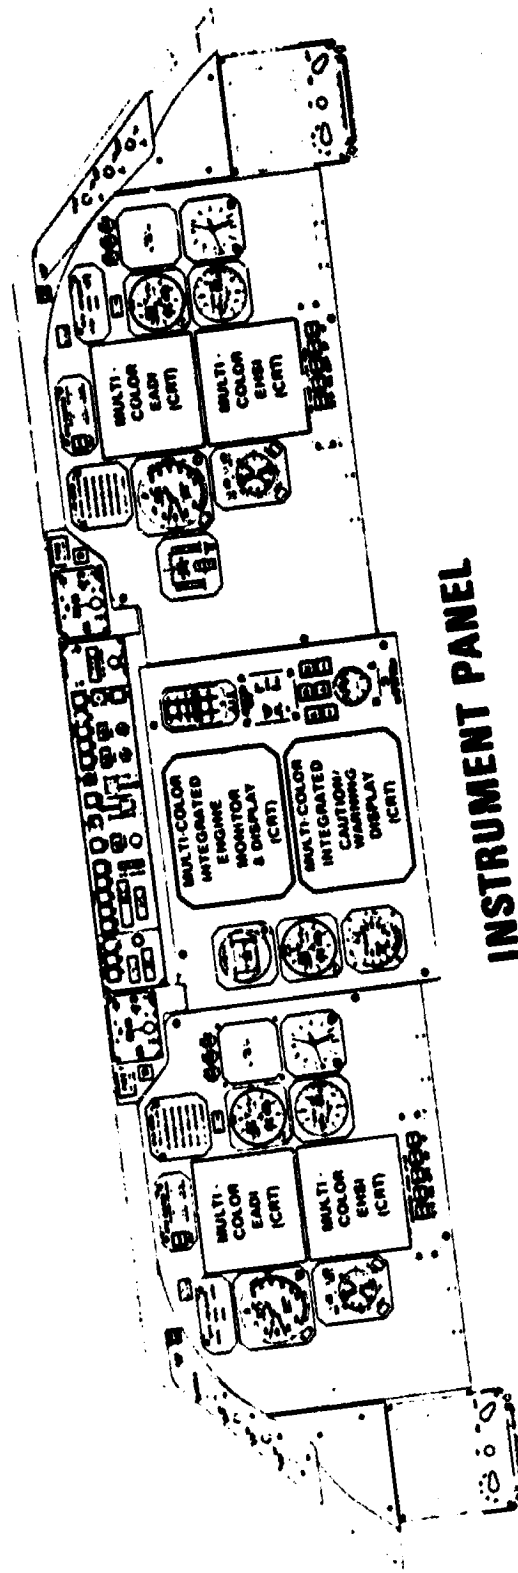 MULTI-
COLOR
EADI
(CRT)
MULTI-
COLOR
EHSI
(CRT)
MULTI-COLOR
INTEGRATED
ENGINE
MONITOR
& DISPLAY
(CRT)
MULTI-COLOR
INTEGRATED
CAUTION/
WARNING
DISPLAY
(CRT)
MULTI-
COLOR
EADI
(CRT)
MULTI-
COLOR
EHSI
(CRT)
INSTRUMENT PANEL